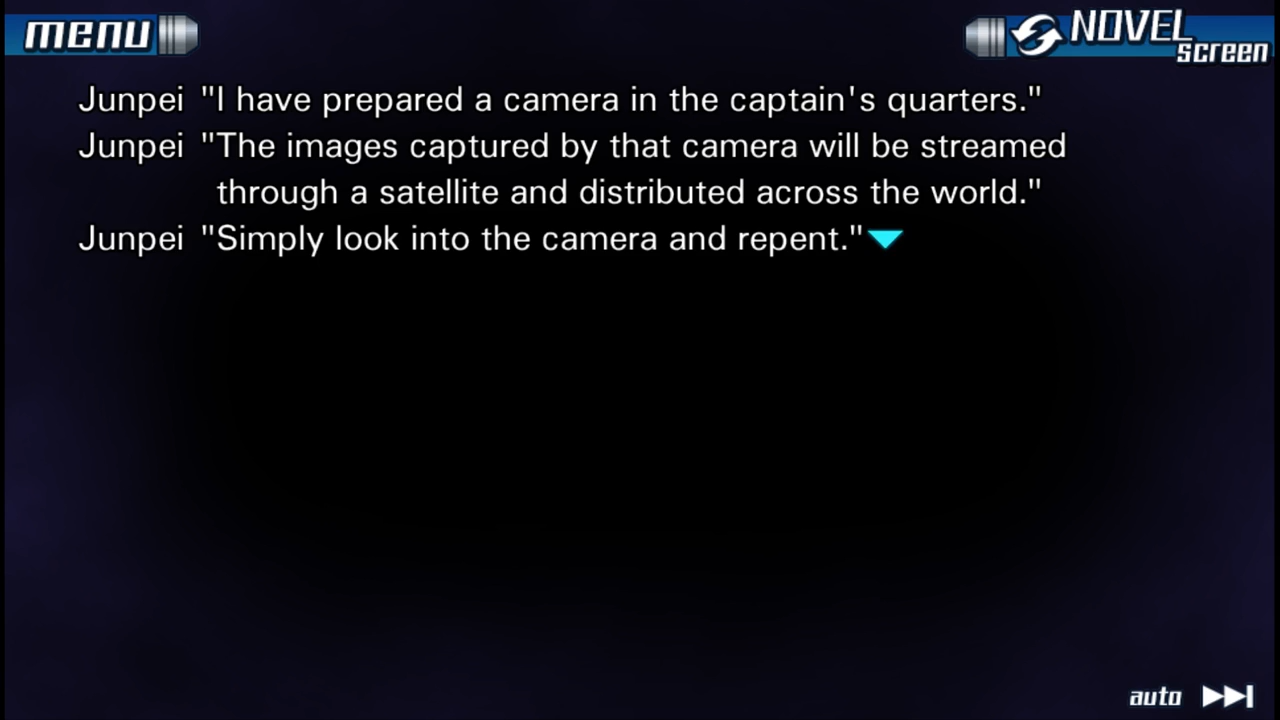 menu
NOVEL
screen
Junpei "I have prepared a camera in the captain's quarters."
Junpei "The images captured by that camera will be streamed
through a satellite and distributed across the world."
Junpei "Simply look into the camera and repent."
auto